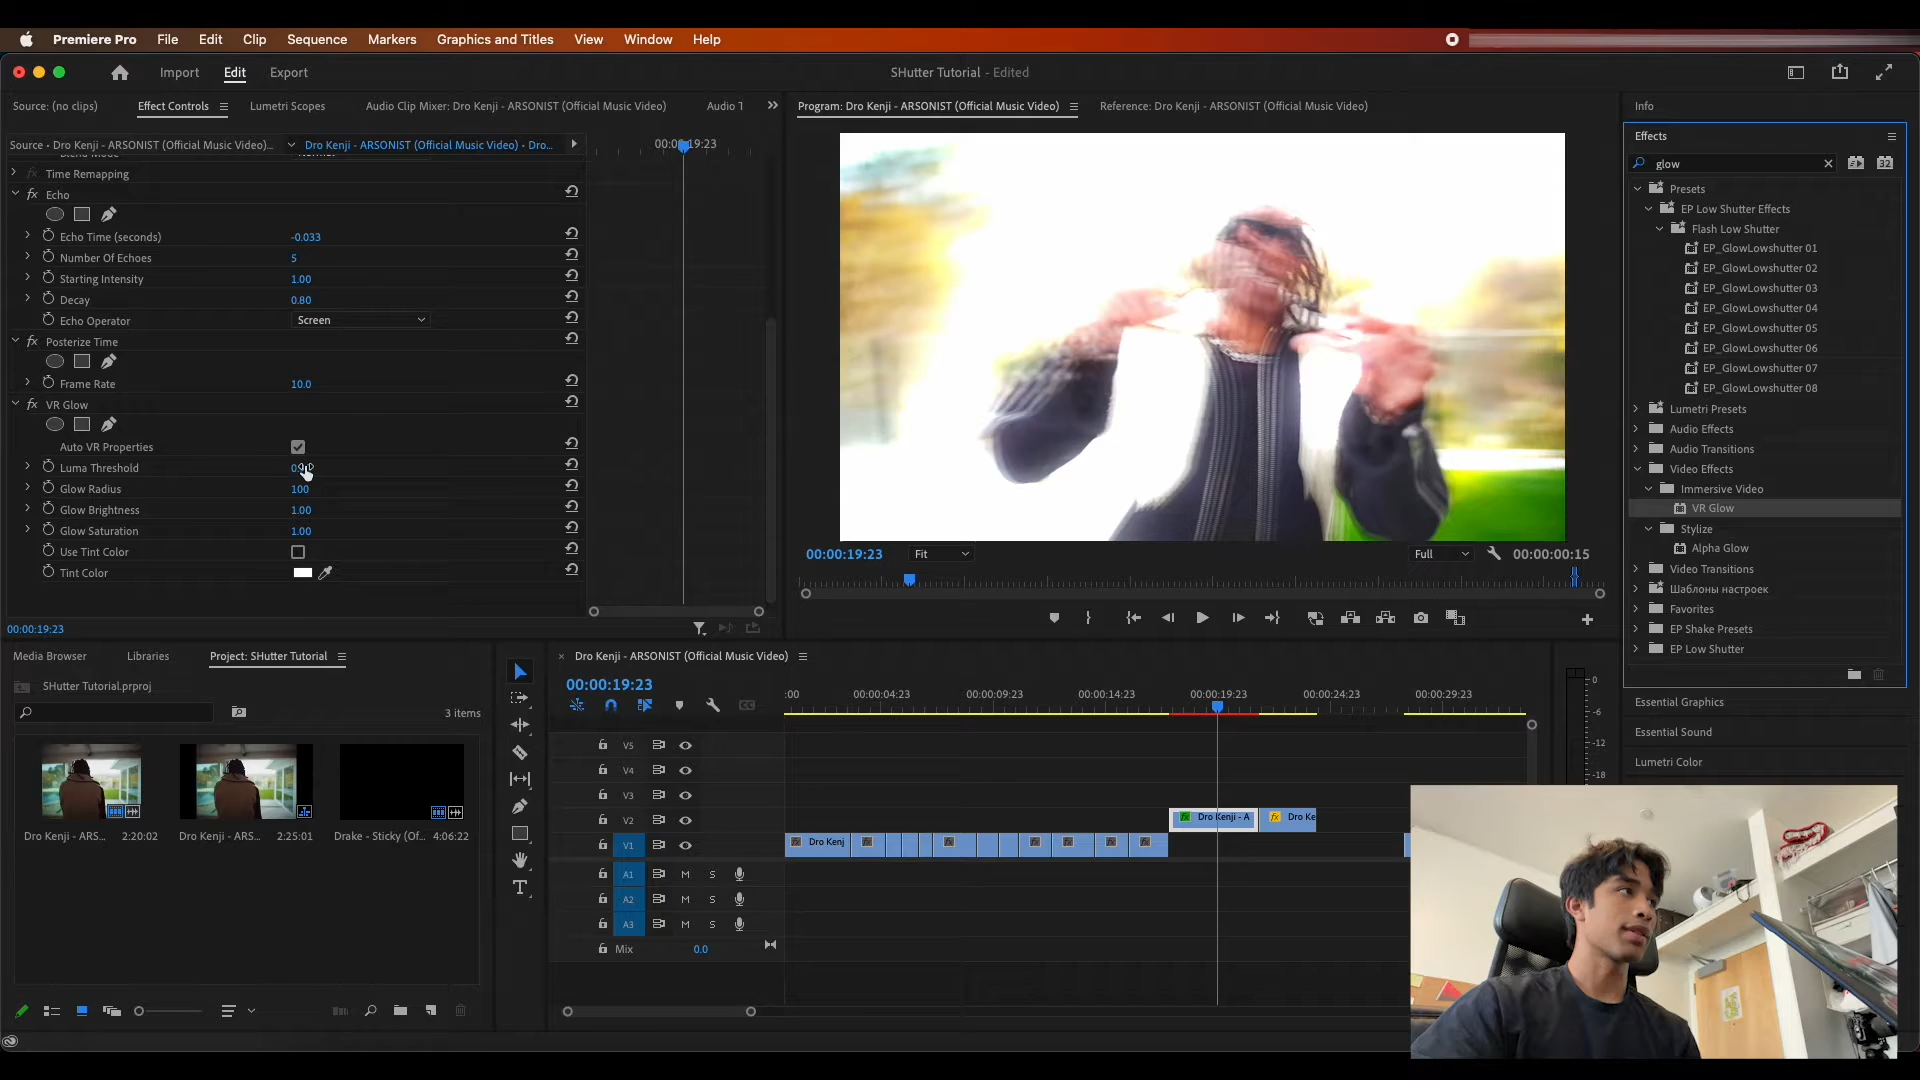 Premiere Pro File Edit Clip Sequence Markers Graphics and Titles View Window Help
Import Edit Export SHutter Tutorial - Edited
Source: (no clips) Effect Controls Lumetri Scopes Audio Clip Mixer: Dro Kenji - ARSONIST (Official Music Video) Audio T
Source • Dro Kenji - ARSONIST (Official Music Video)... Dro Kenji - ARSONIST (Official Music Video) - Dro...
Time Remapping
fx Echo
Echo Time (seconds) -0.033
Number Of Echoes 5
Starting Intensity 1.00
Decay 0.80
Echo Operator Screen
fx Posterize Time
Frame Rate 10.0
fx VR Glow
Auto VR Properties
Luma Threshold
Glow Radius 100
Glow Brightness 1.00
Glow Saturation 1.00
Use Tint Color
Tint Color
00:00:19:23
Program: Dro Kenji - ARSONIST (Official Music Video) Reference: Dro Kenji - ARSONIST (Official Music Video)
00:00:19:23 Fit Full 00:00:00:15
Info
Effects
glow 32
Presets
EP Low Shutter Effects
Flash Low Shutter
EP_GlowLowshutter 01
EP_GlowLowshutter 02
EP_GlowLowshutter 03
EP_GlowLowshutter 04
EP_GlowLowshutter 05
EP_GlowLowshutter 06
EP_GlowLowshutter 07
EP_GlowLowshutter 08
Lumetri Presets
Audio Effects
Audio Transitions
Video Effects
Immersive Video
VR Glow
Stylize
Alpha Glow
Video Transitions
Шаблоны настроек
Favorites
EP Shake Presets
EP Low Shutter
Essential Graphics
Essential Sound
Lumetri Color
Media Browser Libraries Project: SHutter Tutorial
SHutter Tutorial.prproj
3 items
Dro Kenji - ARS... 2:20:02 Dro Kenji - ARS... 2:25:01 Drake - Sticky (Of... 4:06:22
× Dro Kenji - ARSONIST (Official Music Video)
00:00:19:23
:00 00:00:04:23 00:00:09:23 00:00:14:23 00:00:19:23 00:00:24:23 00:00:29:23
V5
V4
V3
V2 fx Dro Kenji - A fx Dro Ke
V1 Dro Kenj
A1 M S
A2 M S
A3 M S
Mix 0.0
0
-6
-12
-18